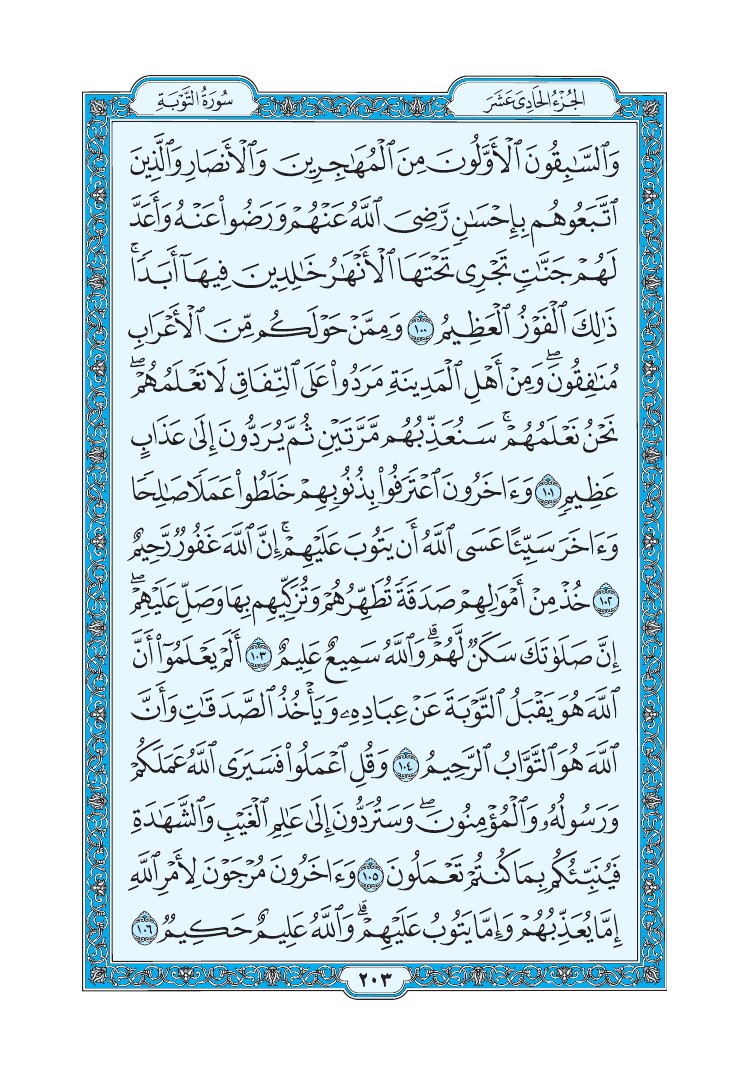 الجُزْءُ الحَادِي عَشَرَ
سُورَةُ التَّوْبَةِ
وَٱلسَّٰبِقُونَ ٱلْأَوَّلُونَ مِنَ ٱلْمُهَٰجِرِينَ وَٱلْأَنصَارِ وَٱلَّذِينَ
ٱتَّبَعُوهُم بِإِحْسَٰنٍ رَّضِىَ ٱللَّهُ عَنْهُمْ وَرَضُوا۟ عَنْهُ وَأَعَدَّ
لَهُمْ جَنَّٰتٍ تَجْرِى تَحْتَهَا ٱلْأَنْهَٰرُ خَٰلِدِينَ فِيهَآ أَبَدًا ۚ
ذَٰلِكَ ٱلْفَوْزُ ٱلْعَظِيمُ ١٠٠ وَمِمَّنْ حَوْلَكُم مِّنَ ٱلْأَعْرَابِ
مُنَٰفِقُونَ ۖ وَمِنْ أَهْلِ ٱلْمَدِينَةِ مَرَدُوا۟ عَلَى ٱلنِّفَاقِ لَا تَعْلَمُهُمْ ۖ
نَحْنُ نَعْلَمُهُمْ ۚ سَنُعَذِّبُهُم مَّرَّتَيْنِ ثُمَّ يُرَدُّونَ إِلَىٰ عَذَابٍ
عَظِيمٍ ١٠١ وَءَاخَرُونَ ٱعْتَرَفُوا۟ بِذُنُوبِهِمْ خَلَطُوا۟ عَمَلًا صَٰلِحًا
وَءَاخَرَ سَيِّئًا عَسَى ٱللَّهُ أَن يَتُوبَ عَلَيْهِمْ ۚ إِنَّ ٱللَّهَ غَفُورٌ رَّحِيمٌ
١٠٢ خُذْ مِنْ أَمْوَٰلِهِمْ صَدَقَةً تُطَهِّرُهُمْ وَتُزَكِّيهِم بِهَا وَصَلِّ عَلَيْهِمْ ۖ
إِنَّ صَلَوٰتَكَ سَكَنٌ لَّهُمْ ۗ وَٱللَّهُ سَمِيعٌ عَلِيمٌ ١٠٣ أَلَمْ يَعْلَمُوٓا۟ أَنَّ
ٱللَّهَ هُوَ يَقْبَلُ ٱلتَّوْبَةَ عَنْ عِبَادِهِۦ وَيَأْخُذُ ٱلصَّدَقَٰتِ وَأَنَّ
ٱللَّهَ هُوَ ٱلتَّوَّابُ ٱلرَّحِيمُ ١٠٤ وَقُلِ ٱعْمَلُوا۟ فَسَيَرَى ٱللَّهُ عَمَلَكُمْ
وَرَسُولُهُۥ وَٱلْمُؤْمِنُونَ ۖ وَسَتُرَدُّونَ إِلَىٰ عَٰلِمِ ٱلْغَيْبِ وَٱلشَّهَٰدَةِ
فَيُنَبِّئُكُم بِمَا كُنتُمْ تَعْمَلُونَ ١٠٥ وَءَاخَرُونَ مُرْجَوْنَ لِأَمْرِ ٱللَّهِ
إِمَّا يُعَذِّبُهُمْ وَإِمَّا يَتُوبُ عَلَيْهِمْ ۗ وَٱللَّهُ عَلِيمٌ حَكِيمٌ ١٠٦
٢٠٣